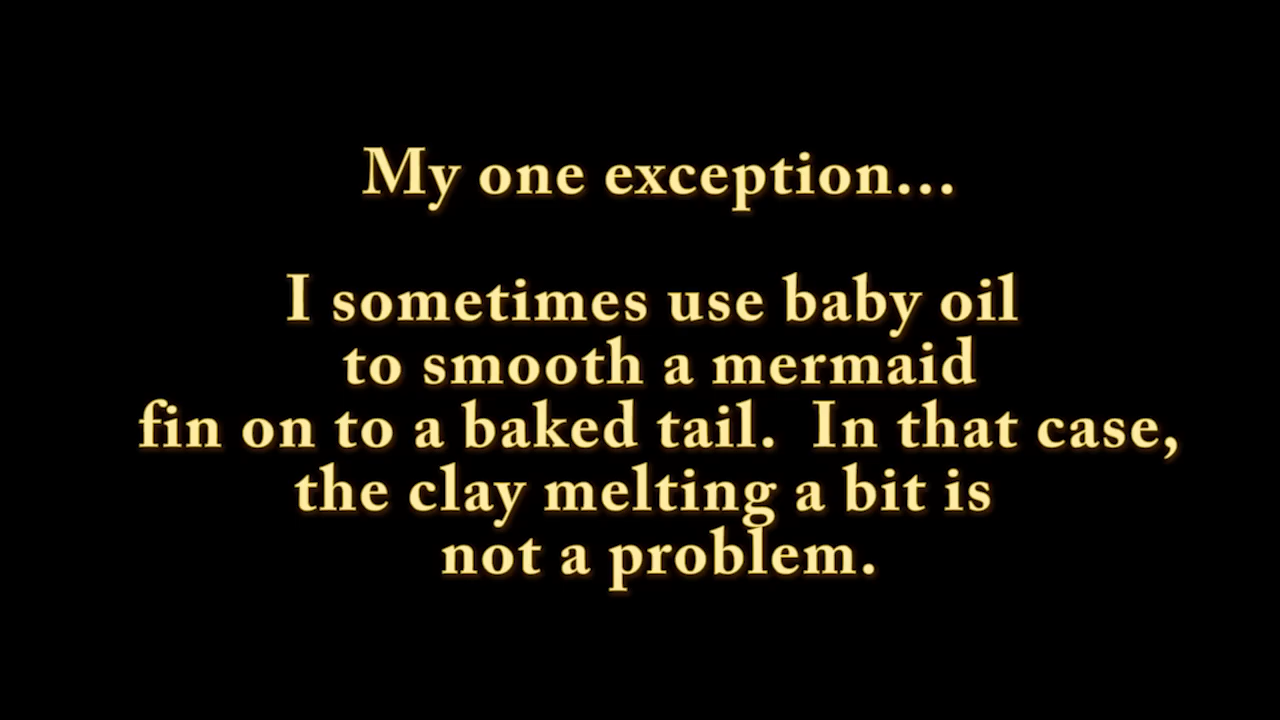 My one exception...
I sometimes use baby oil
to smooth a mermaid
fin on to a baked tail.  In that case,
the clay melting a bit is
not a problem.